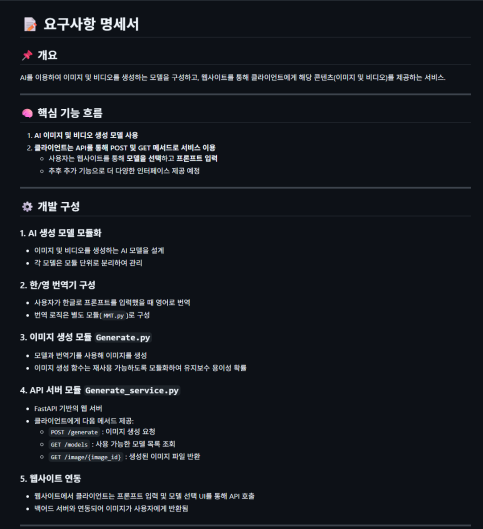 📝 요구사항 명세서
📌 개요
AI를 이용하여 이미지 및 비디오를 생성하는 모델을 구성하고, 웹사이트를 통해 클라이언트에게 해당 콘텐츠(이미지 및 비디오)를 제공하는 서비스.
🧠 핵심 기능 흐름
1. AI 이미지 및 비디오 생성 모델 사용
2. 클라이언트는 API를 통해 POST 및 GET 메서드로 서비스 이용
사용자는 웹사이트를 통해 모델을 선택하고 프롬프트 입력
추후 추가 기능으로 더 다양한 인터페이스 제공 예정
⚙️ 개발 구성
1. AI 생성 모델 모듈화
이미지 및 비디오를 생성하는 AI 모델을 설계
각 모델은 모듈 단위로 분리하여 관리
2. 한/영 번역기 구성
사용자가 한글로 프롬프트를 입력했을 때 영어로 번역
번역 로직은 별도 모듈( MMT.py )로 구성
3. 이미지 생성 모듈 Generate.py
모델과 번역기를 사용해 이미지를 생성
이미지 생성 함수는 재사용 가능하도록 모듈화하여 유지보수 용이성 확보
4. API 서버 모듈 Generate_service.py
FastAPI 기반의 웹 서버
클라이언트에게 다음 메서드 제공:
POST /generate : 이미지 생성 요청
GET /models : 사용 가능한 모델 목록 조회
GET /image/{image_id} : 생성된 이미지 파일 반환
5. 웹사이트 연동
웹사이트에서 클라이언트는 프롬프트 입력 및 모델 선택 UI를 통해 API 호출
백엔드 서버와 연동되어 이미지가 사용자에게 반환됨